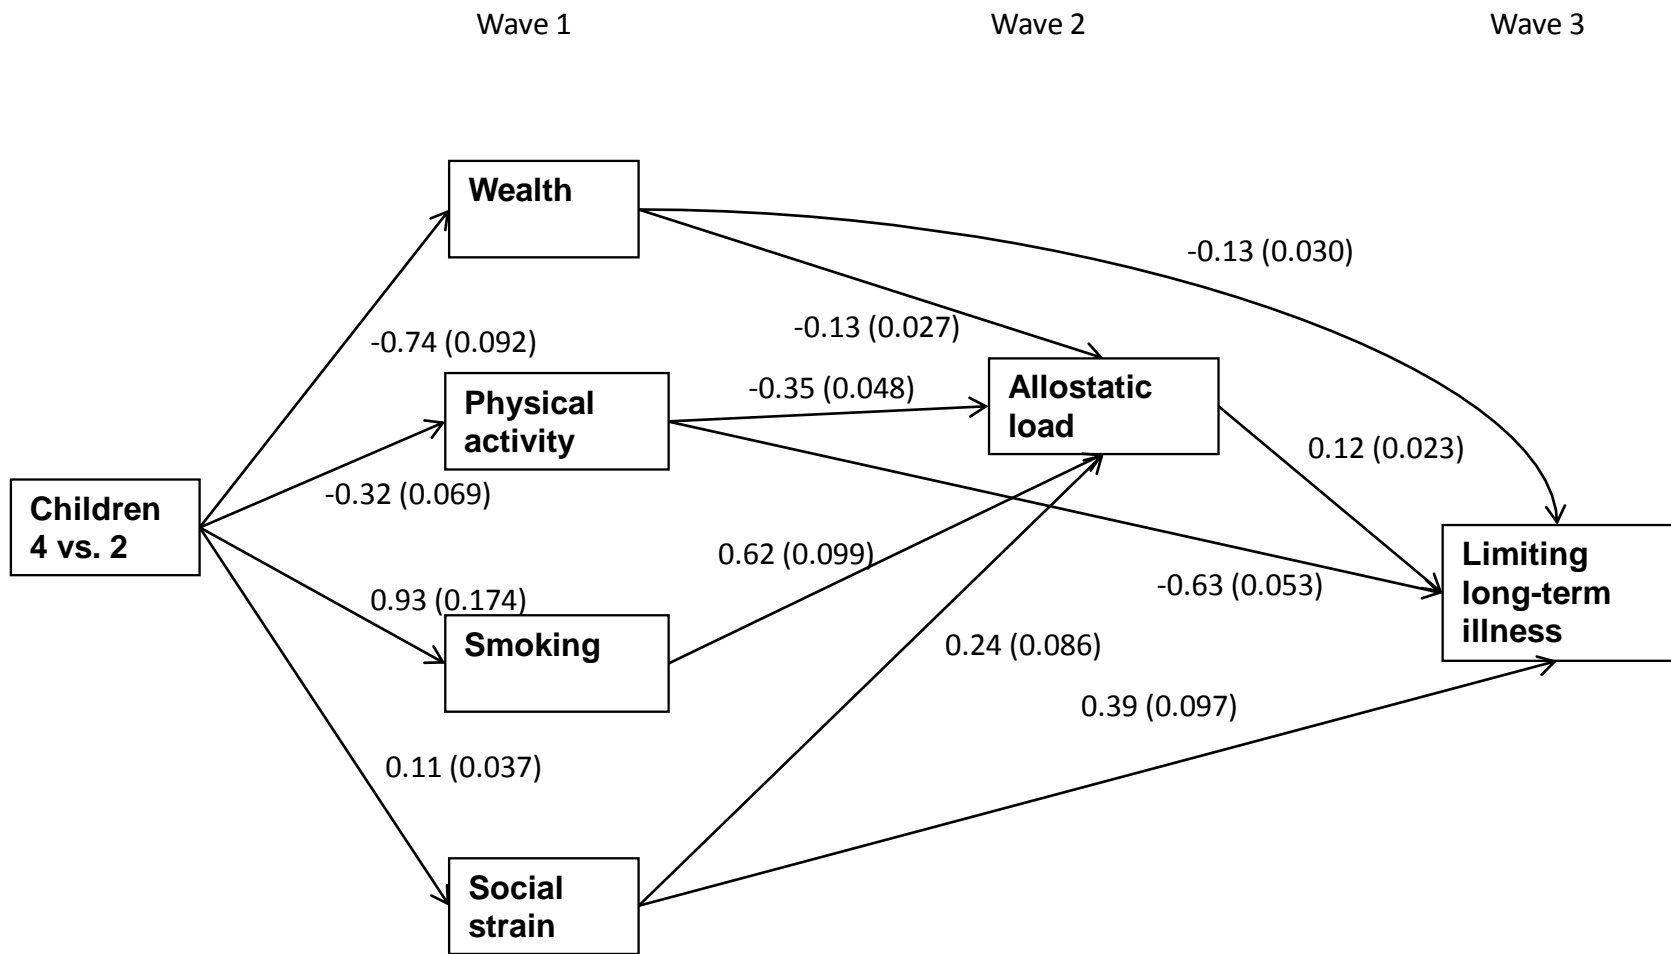 Wave 1
Wave 2
Wave 3
Wealth
-0.13 (0.030)
-0.13 (0.027)
-0.74 (0.092)
Physical
activity
-0.35 (0.048)
Allostatic
load
0.12 (0.023)
-0.32 (0.069)
Children
4 vs. 2
0.62 (0.099)
-0.63 (0.053)
Limiting
long-term
illness
0.93 (0.174)
Smoking
0.24 (0.086)
0.39 (0.097)
0.11 (0.037)
Social
strain